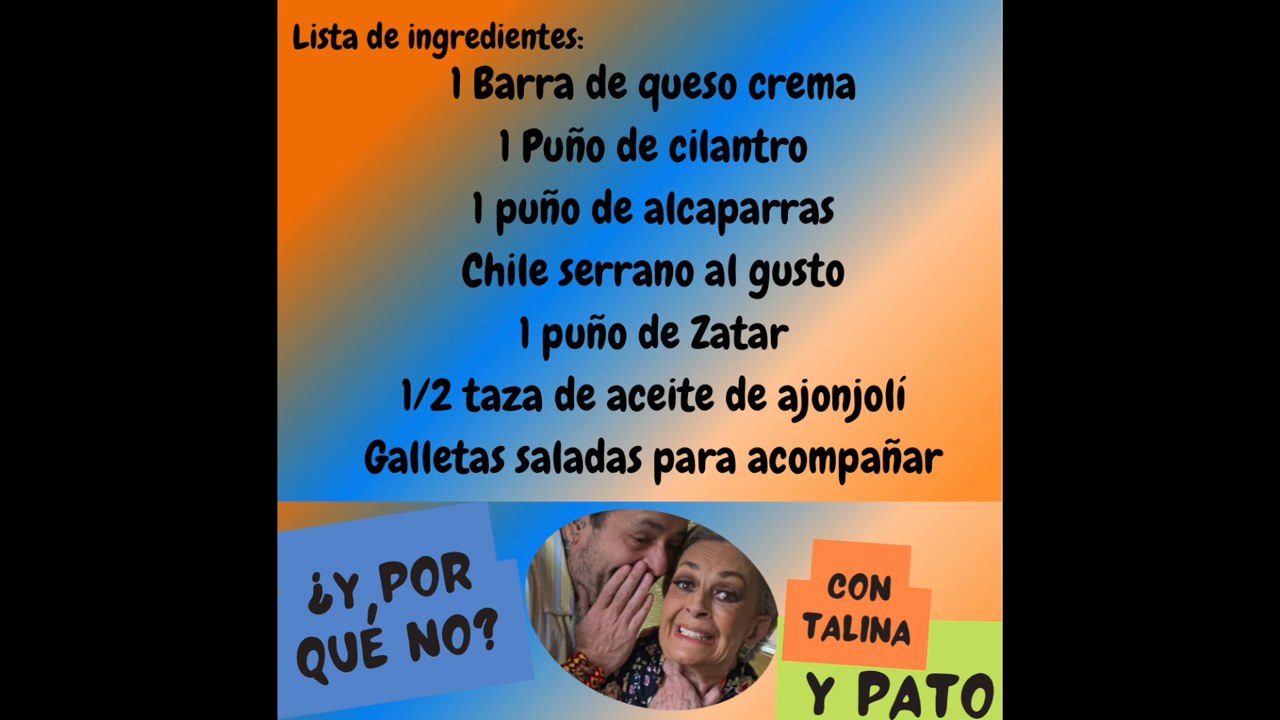 Lista de ingredientes:
1 Barra de queso crema
1 Puño de cilantro
1 puño de alcaparras
Chile serrano al gusto
1 puño de Zatar
1/2 taza de aceite de ajonjolí
Galletas saladas para acompañar
¿Y POR
QUÉ NO?
CON
TALINA
Y PATO